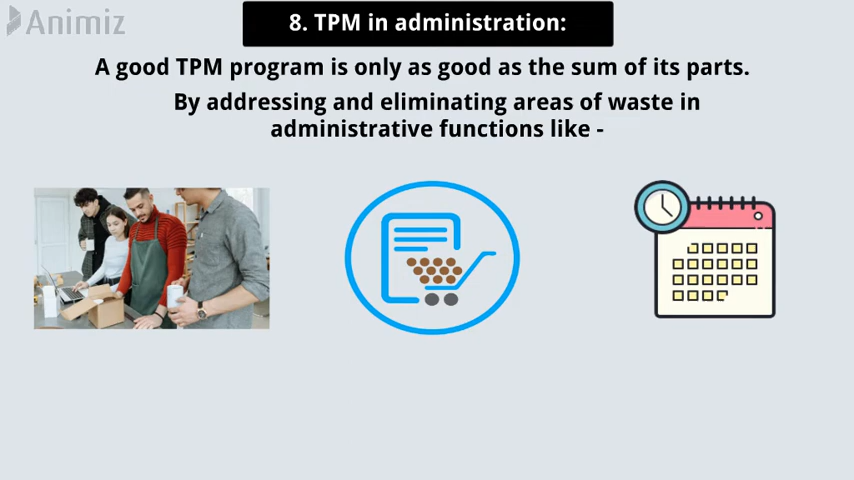 Animiz
8. TPM in administration:
A good TPM program is only as good as the sum of its parts.
By addressing and eliminating areas of waste in
administrative functions like -